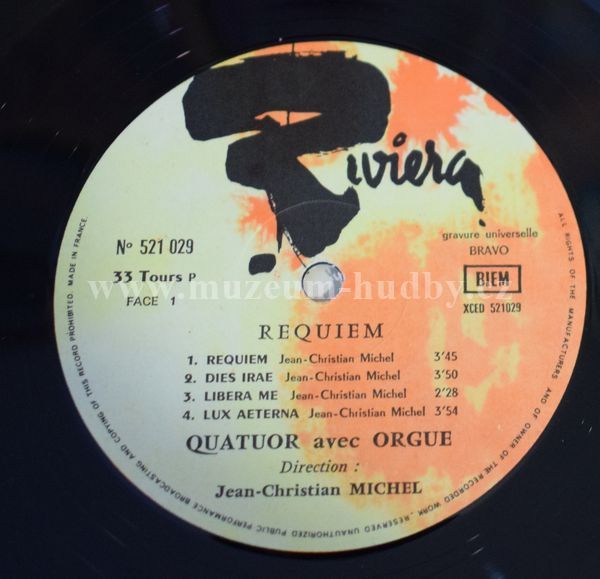 Riviera
Nº 521 029
33 Tours P
FACE 1
gravure universelle
BRAVO
BIEM
XCED 521029
www.muzeum-hudby.cz
REQUIEM
1. REQUIEM Jean-Christian Michel 3'45
2. DIES IRAE Jean-Christian Michel 3'50
3. LIBERA ME Jean-Christian Michel 2'28
4. LUX AETERNA Jean-Christian Michel 3'54
QUATUOR avec ORGUE
Direction :
Jean-Christian MICHEL
ALL RIGHTS OF THE MANUFACTURERS AND OF OWNER OF THE RECORDED WORK, RESERVED UNAUTHORIZED PUBLIC PERFORMANCE BROADCASTING AND COPYING OF THIS RECORD PROHIBITED. MADE IN FRANCE.